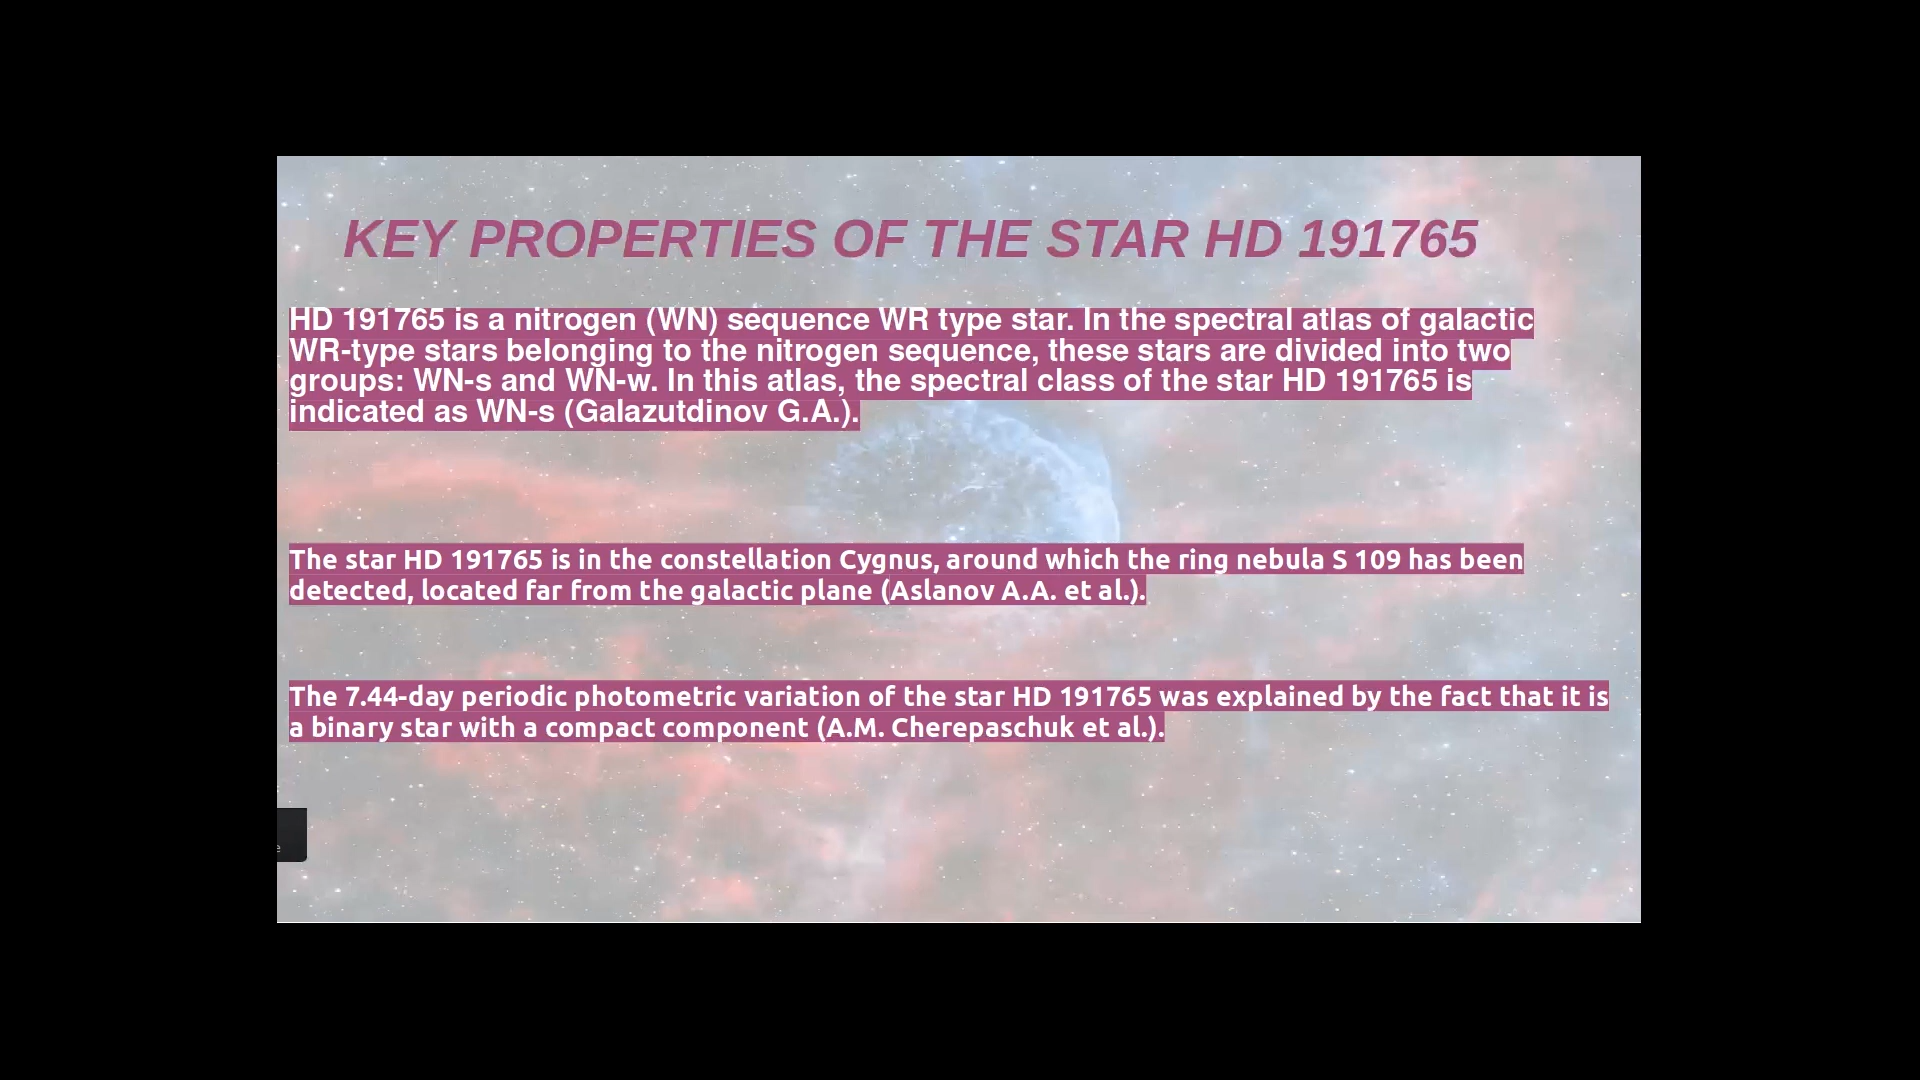 KEY PROPERTIES OF THE STAR HD 191765
HD 191765 is a nitrogen (WN) sequence WR type star. In the spectral atlas of galactic
WR-type stars belonging to the nitrogen sequence, these stars are divided into two
groups: WN-s and WN-w. In this atlas, the spectral class of the star HD 191765 is
indicated as WN-s (Galazutdinov G.A.).
The star HD 191765 is in the constellation Cygnus, around which the ring nebula S 109 has been
detected, located far from the galactic plane (Aslanov A.A. et al.).
The 7.44-day periodic photometric variation of the star HD 191765 was explained by the fact that it is
a binary star with a compact component (A.M. Cherepaschuk et al.).